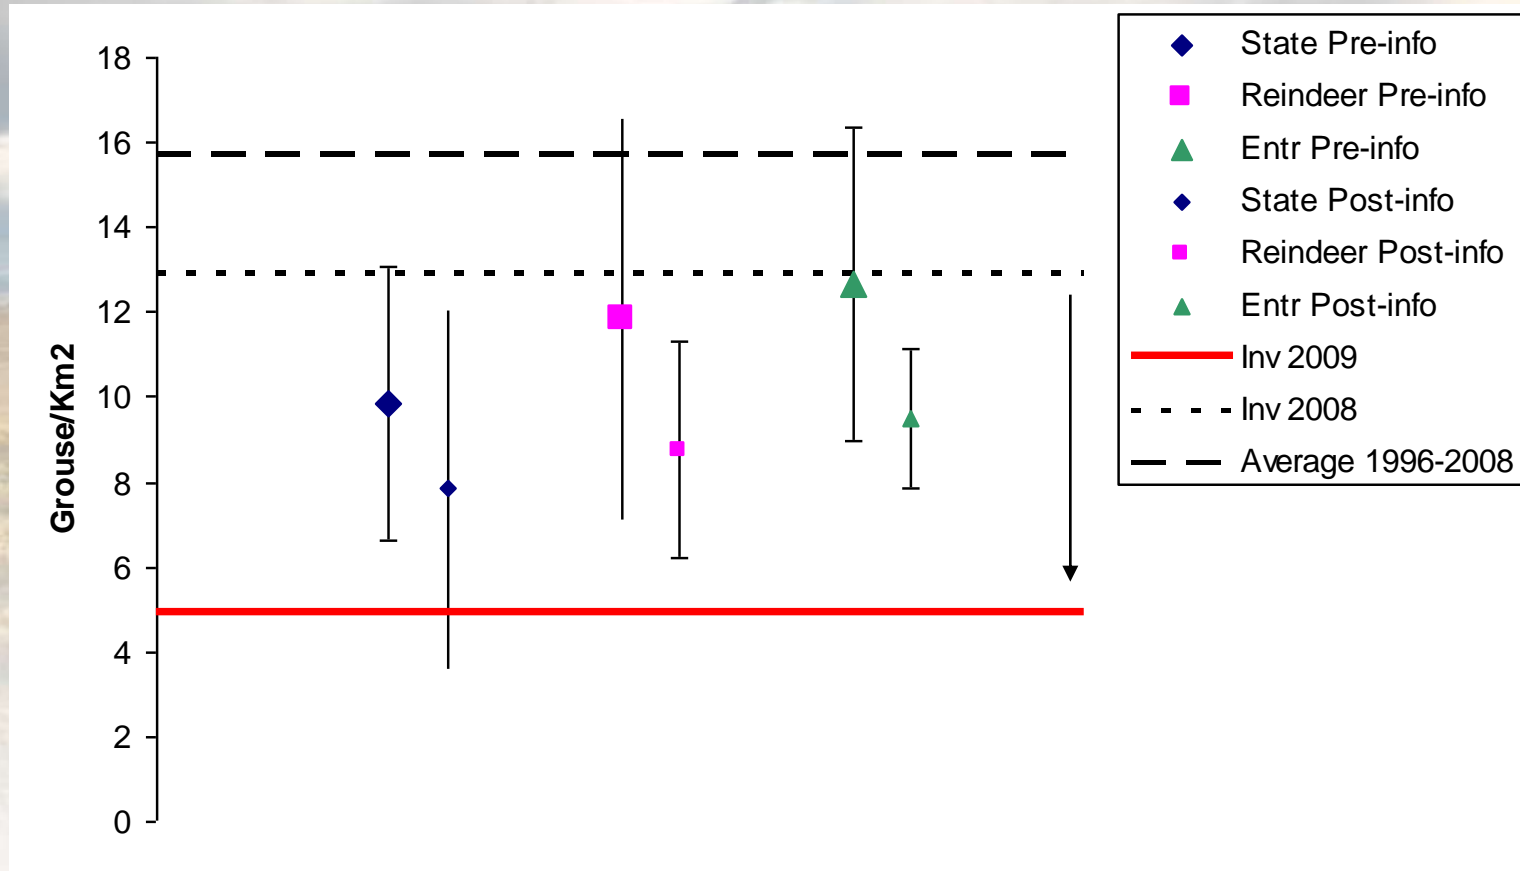 18
16
14
12
10
8
6
4
2
0
Grouse/Km2
State Pre-info
Reindeer Pre-info
Entr Pre-info
State Post-info
Reindeer Post-info
Entr Post-info
Inv 2009
Inv 2008
Average 1996-2008